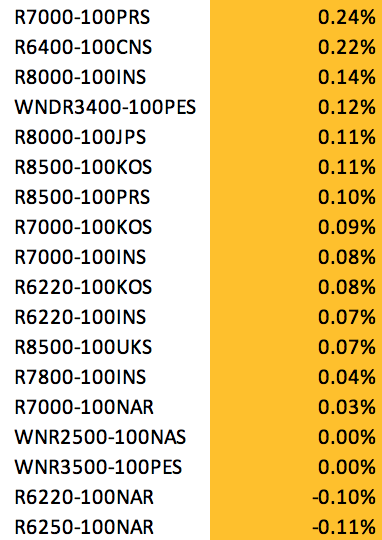 R7000-100PRS 0.24%
R6400-100CNS 0.22%
R8000-100INS 0.14%
WNDR3400-100PES 0.12%
R8000-100JPS 0.11%
R8500-100KOS 0.11%
R8500-100PRS 0.10%
R7000-100KOS 0.09%
R7000-100INS 0.08%
R6220-100KOS 0.08%
R6220-100INS 0.07%
R8500-100UKS 0.07%
R7800-100INS 0.04%
R7000-100NAR 0.03%
WNR2500-100NAS 0.00%
WNR3500-100PES 0.00%
R6220-100NAR -0.10%
R6250-100NAR -0.11%